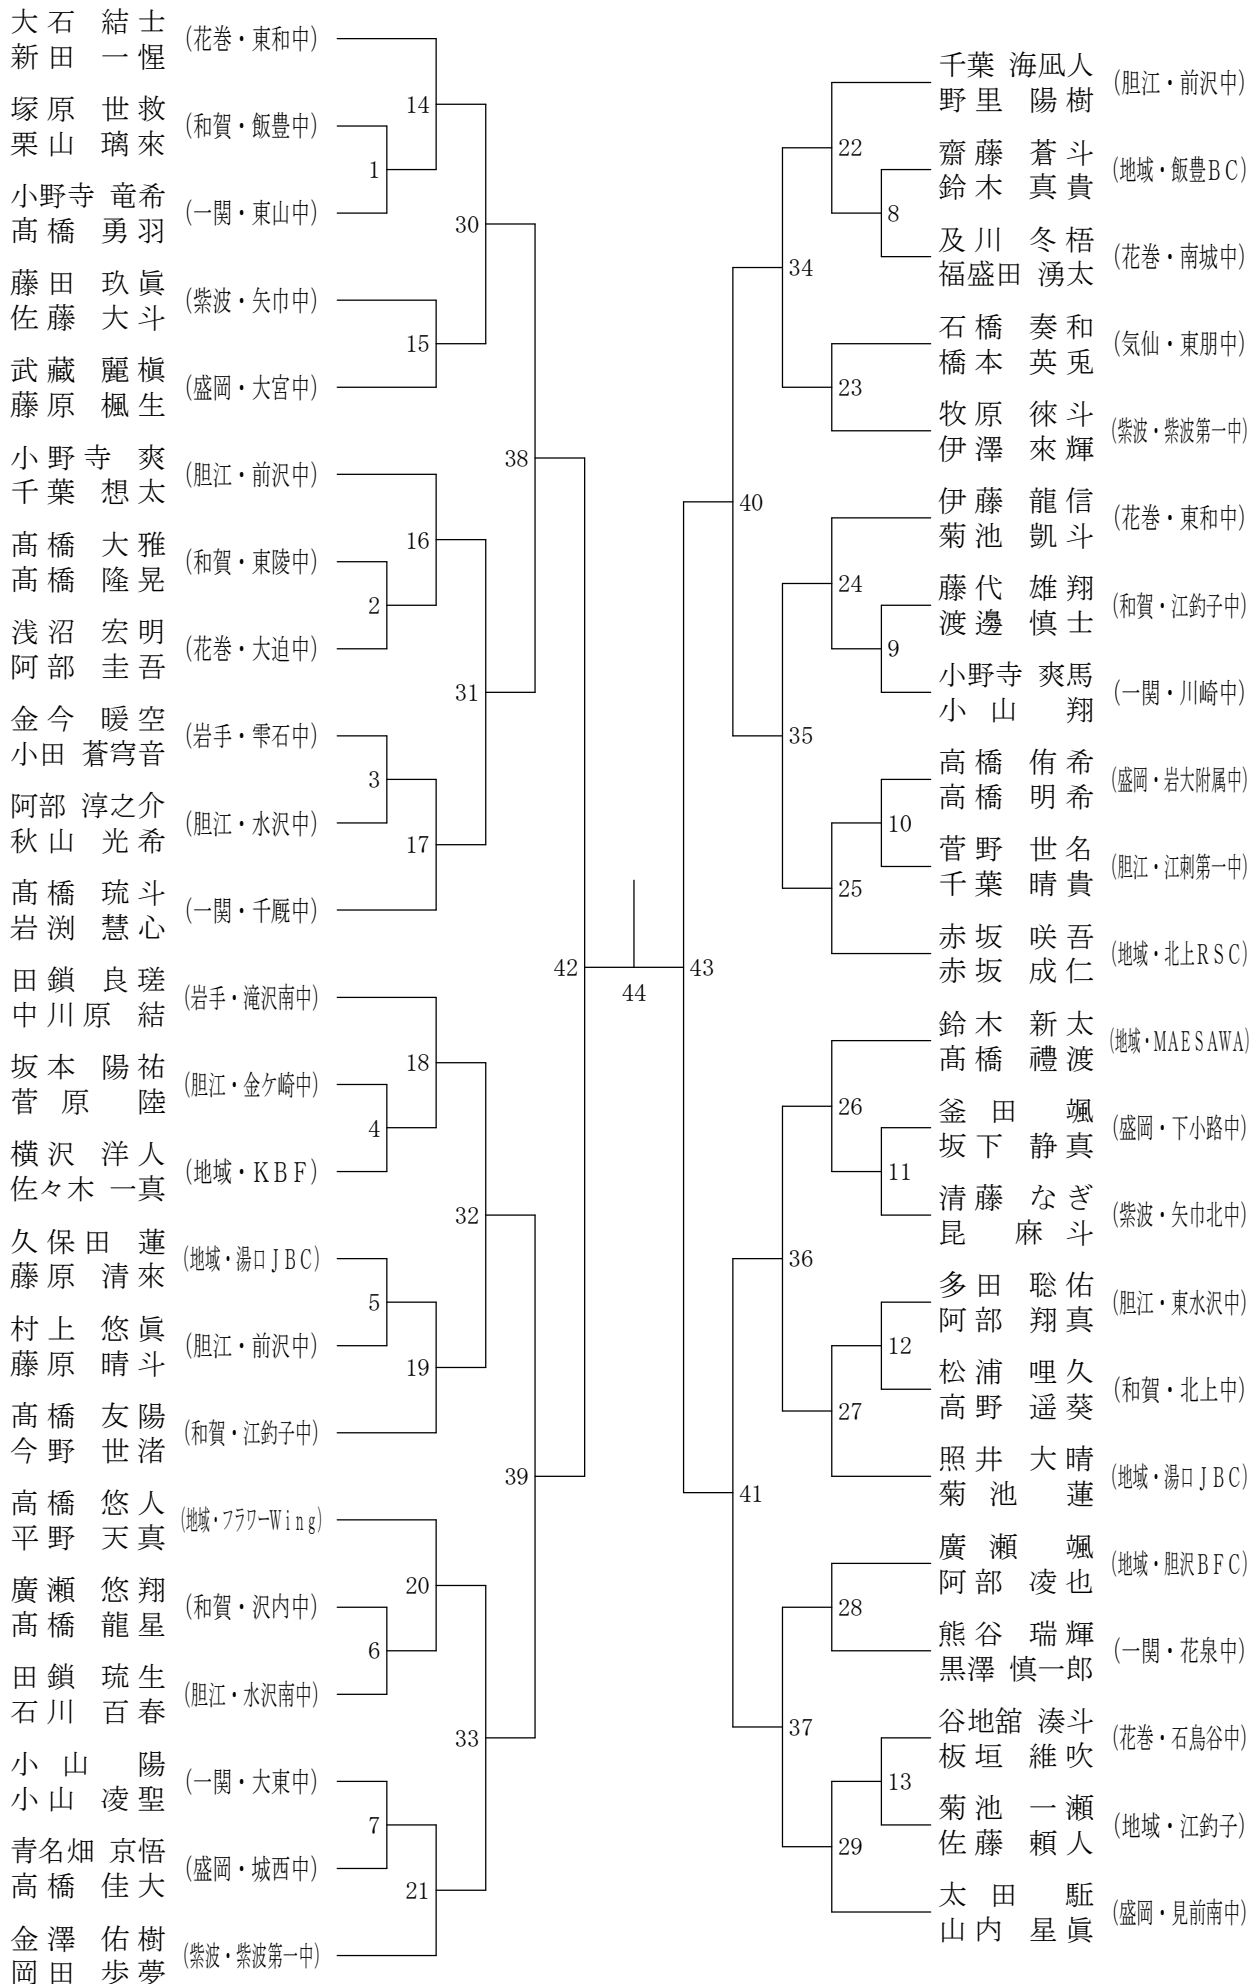 大石 結士
新田 一惺
(花巻・東和中)
塚原 世救
栗山 璃來
(和賀・飯豊中)
小野寺 竜希
髙橋 勇羽
(一関・東山中)
藤田 玖眞
佐藤 大斗
(紫波・矢巾中)
武藏 麗槇
藤原 楓生
(盛岡・大宮中)
小野寺 爽
千葉 想太
(胆江・前沢中)
髙橋 大雅
髙橋 隆晃
(和賀・東陵中)
浅沼 宏明
阿部 圭吾
(花巻・大迫中)
金今 暖空
小田 蒼穹音
(岩手・雫石中)
阿部 淳之介
秋山 光希
(胆江・水沢中)
髙橋 琉斗
岩渕 慧心
(一関・千厩中)
田鎖 良瑳
中川原 結
(岩手・滝沢南中)
坂本 陽祐
菅原 陸
(胆江・金ケ崎中)
横沢 洋人
佐々木 一真
(地域・KBF)
久保田 蓮
藤原 清來
(地域・湯口JBC)
村上 悠眞
藤原 晴斗
(胆江・前沢中)
髙橋 友陽
今野 世渚
(和賀・江釣子中)
高橋 悠人
平野 天真
(地域・フラワーWing)
廣瀬 悠翔
髙橋 龍星
(和賀・沢内中)
田鎖 琉生
石川 百春
(胆江・水沢南中)
小山 陽
小山 凌聖
(一関・大東中)
青名畑 京悟
高橋 佳大
(盛岡・城西中)
金澤 佑樹
岡田 歩夢
(紫波・紫波第一中)
14
1
30
15
38
16
2
31
3
17
42
18
4
32
5
19
39
20
6
33
7
21
44
43
40
34
22
8
23
35
24
9
10
25
41
36
26
11
12
27
37
28
13
29
千葉 海凪人
野里 陽樹
(胆江・前沢中)
齋藤 蒼斗
鈴木 真貴
(地域・飯豊BC)
及川 冬梧
福盛田 湧太
(花巻・南城中)
石橋 奏和
橋本 英兎
(気仙・東朋中)
牧原 徠斗
伊澤 來輝
(紫波・紫波第一中)
伊藤 龍信
菊池 凱斗
(花巻・東和中)
藤代 雄翔
渡邊 慎士
(和賀・江釣子中)
小野寺 爽馬
小山 翔
(一関・川崎中)
高橋 侑希
高橋 明希
(盛岡・岩大附属中)
菅野 世名
千葉 晴貴
(胆江・江刺第一中)
赤坂 咲吾
赤坂 成仁
(地域・北上RSC)
鈴木 新太
髙橋 禮渡
(地域・MAESAWA)
釜田 颯
坂下 静真
(盛岡・下小路中)
清藤 なぎ
昆 麻斗
(紫波・矢巾北中)
多田 聡佑
阿部 翔真
(胆江・東水沢中)
松浦 哩久
高野 遥葵
(和賀・北上中)
照井 大晴
菊池 蓮
(地域・湯口JBC)
廣瀬 颯
阿部 凌也
(地域・胆沢BFC)
熊谷 瑞輝
黒澤 慎一郎
(一関・花泉中)
谷地舘 湊斗
板垣 維吹
(花巻・石鳥谷中)
菊池 一瀬
佐藤 頼人
(地域・江釣子)
太田 駈
山内 星眞
(盛岡・見前南中)